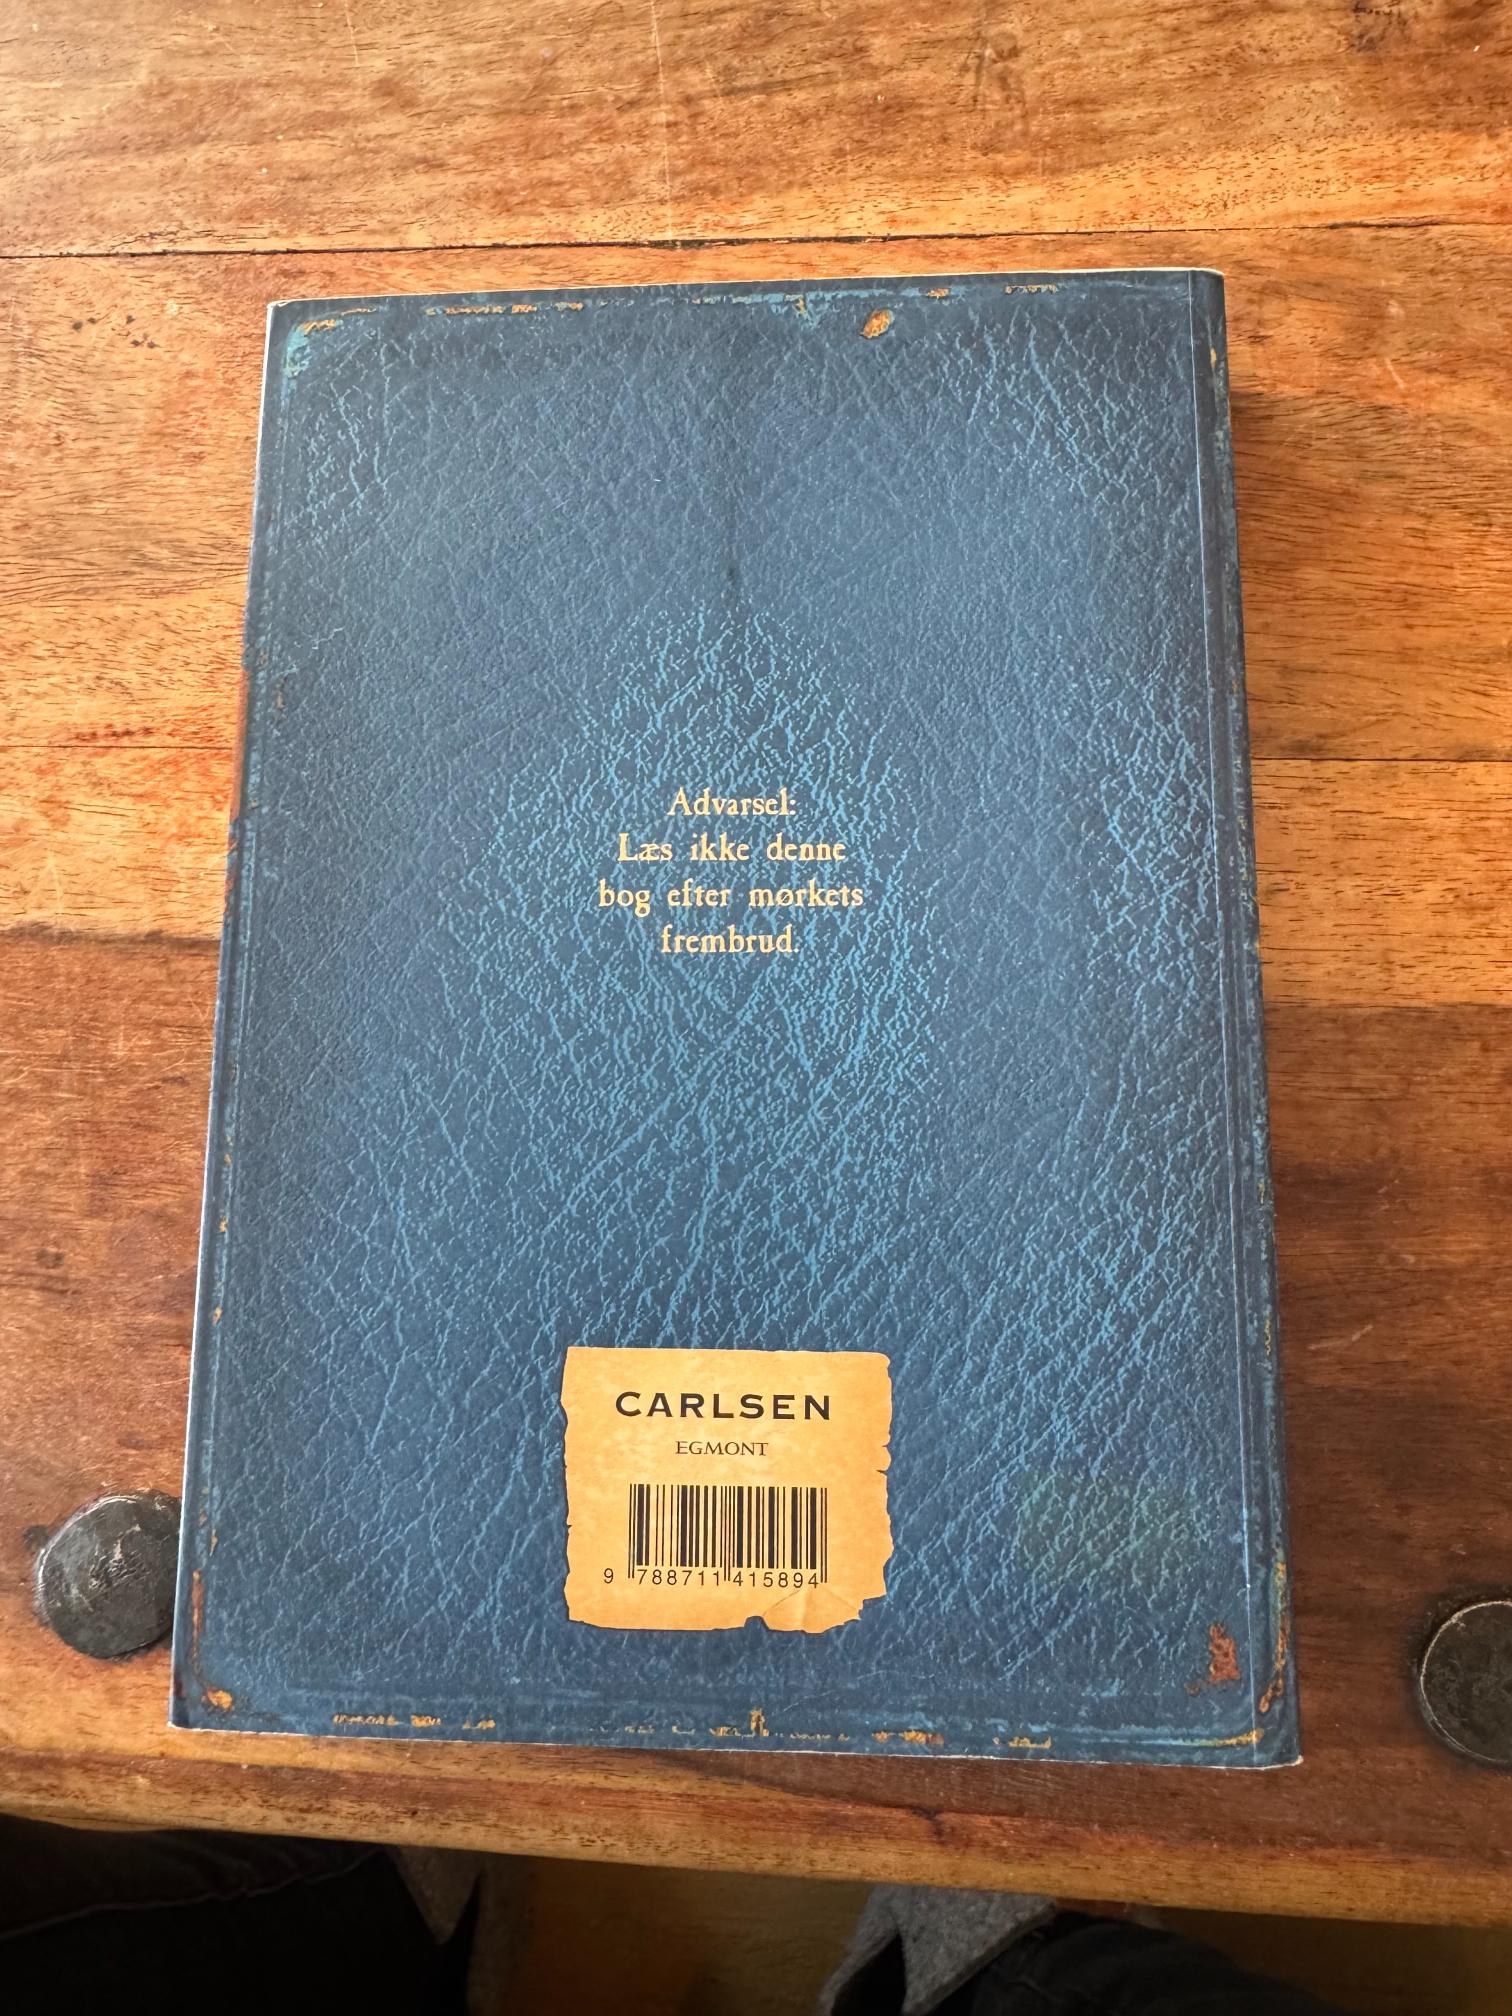 Advarsel:
Læs ikke denne
bog efter mørkets
frembrud.
CARLSEN
EGMONT
9 788711 415894